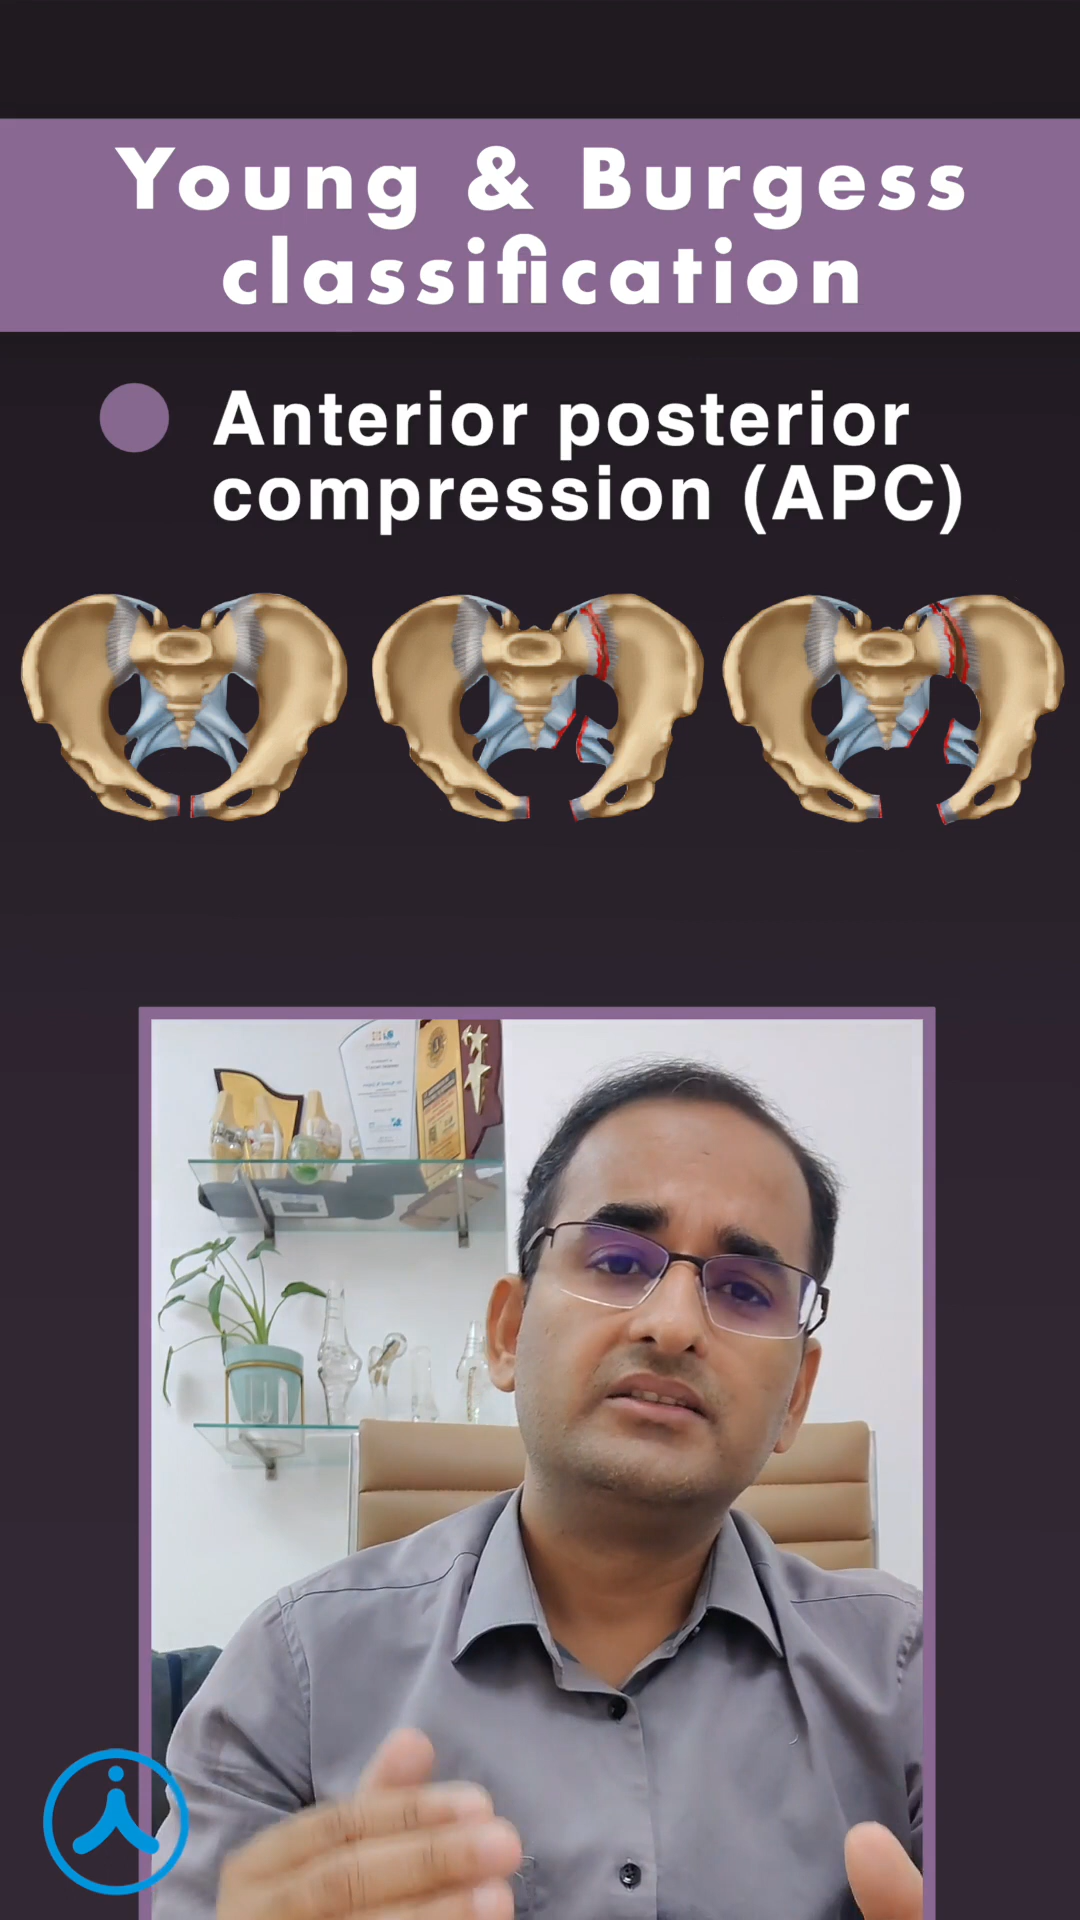 Young & Burgess
classification
Anterior posterior
compression (APC)